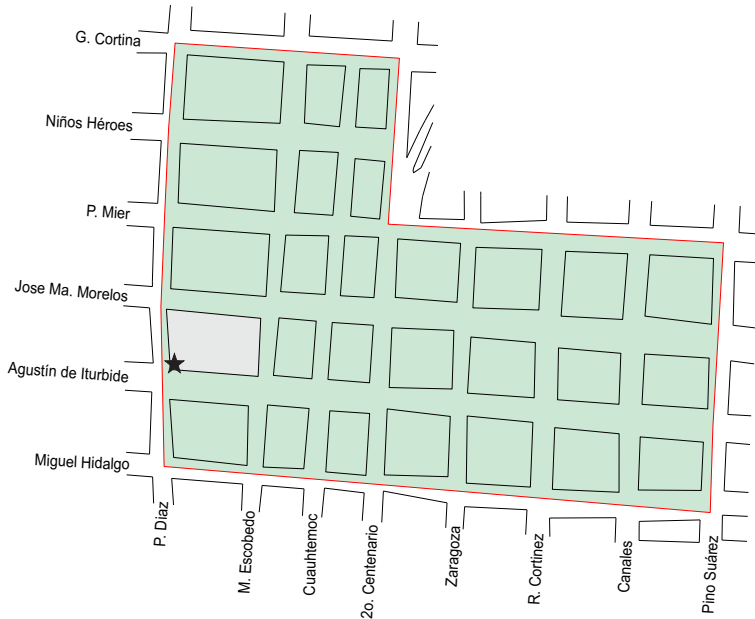 G. Cortina
Niños Héroes
P. Mier
Jose Ma. Morelos
Agustín de Iturbide
Miguel Hidalgo
P. Diaz
M. Escobedo
Cuauhtemoc
2o. Centenario
Zaragoza
R. Cortinez
Canales
Pino Suárez